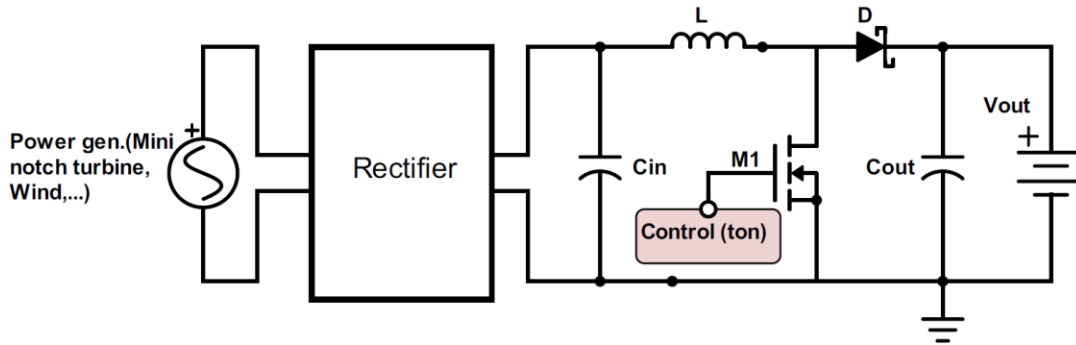 L
D
Vout
+
+
Power gen.(Mini
notch turbine,
Wind,...)
Rectifier
Cin
M1
Cout
Control (ton)